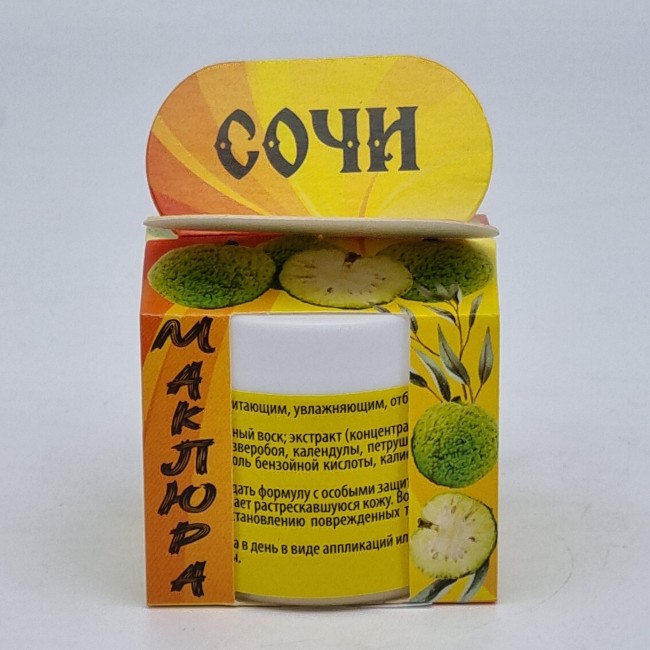 СОЧИ
МАКЛЮРА
итающим, увлажняющим, отб
ный воск; экстракт (концентра
зверобоя, календулы, петруш
оль бензойной кислоты, кали
дать формулу с особыми защит
ает растрескавшуюся кожу. Во
становлению поврежденных т
а в день в виде аппликаций ил